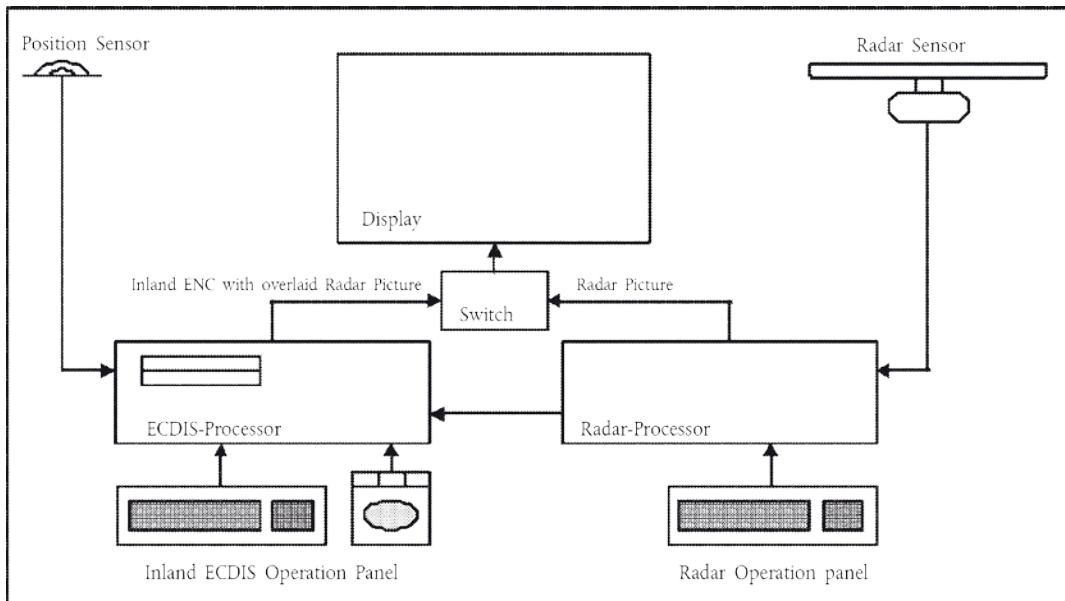 Position Sensor
Radar Sensor
Display
Inland ENC with overlaid Radar Picture
Radar Picture
Switch
ECDIS-Processor
Radar-Processor
Inland ECDIS Operation Panel
Radar Operation panel